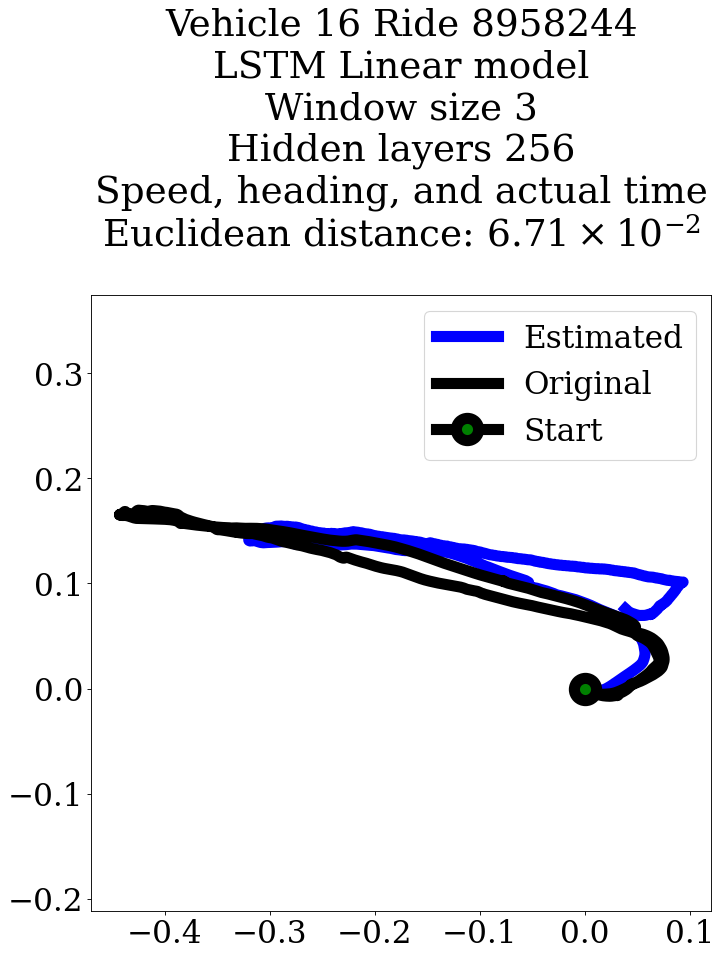 Vehicle 16 Ride 8958244
LSTM Linear model
Window size 3
Hidden layers 256
Speed, heading, and actual time
Euclidean distance: 6.71 × 10⁻²
Estimated
Original
Start
0.3
0.2
0.1
0.0
−0.1
−0.2
−0.4 −0.3 −0.2 −0.1 0.0 0.1